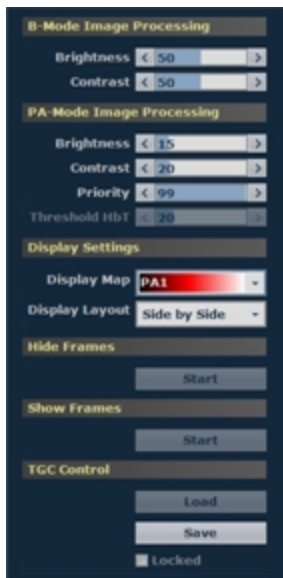 B-Mode Image Processing
Brightness < 50 >
Contrast < 50 >
PA-Mode Image Processing
Brightness < 15 >
Contrast < 20 >
Priority < 99 >
Threshold HbT < 20 >
Display Settings
Display Map PA1
Display Layout Side by Side
Hide Frames
Start
Show Frames
Start
TGC Control
Load
Save
Locked